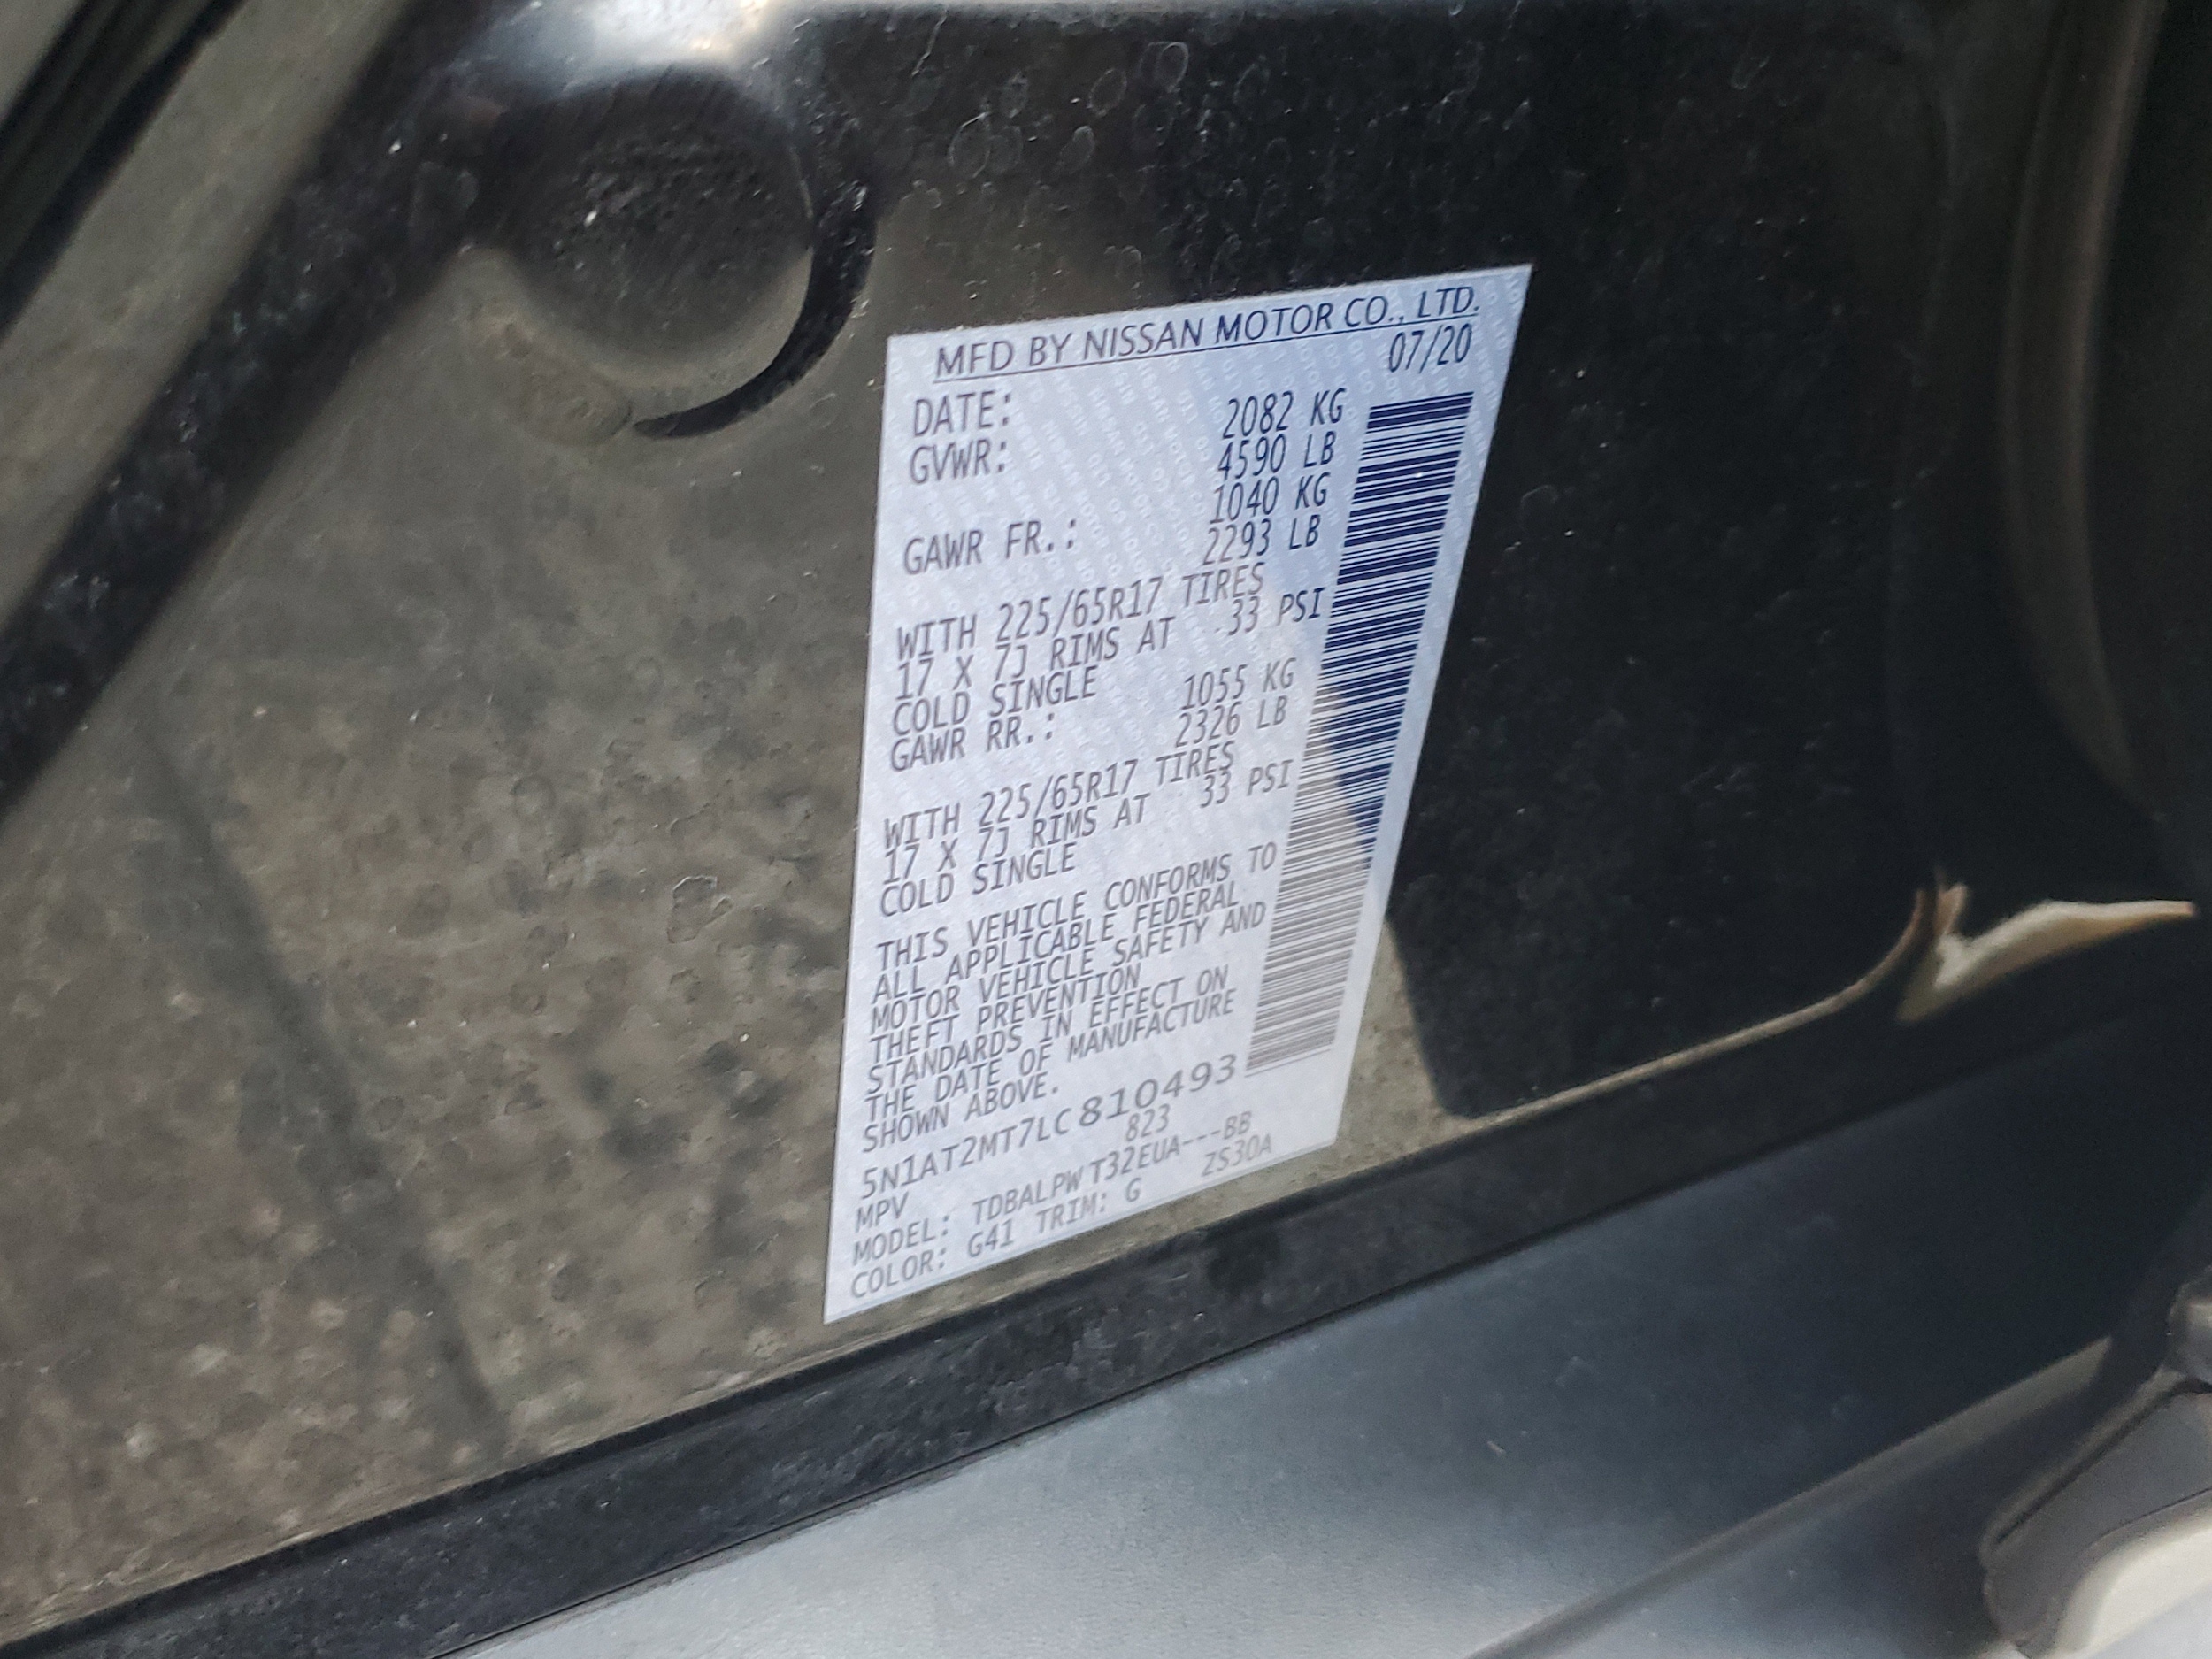 MFD BY NISSAN MOTOR CO., LTD.
DATE: 07/20
GVWR: 2082 KG
4590 LB
GAWR FR.: 1040 KG
2293 LB
WITH 225/65R17 TIRES
17 X 7J RIMS AT 33 PSI
COLD SINGLE
GAWR RR.: 1055 KG
2326 LB
WITH 225/65R17 TIRES
17 X 7J RIMS AT 33 PSI
COLD SINGLE
THIS VEHICLE CONFORMS TO
ALL APPLICABLE FEDERAL
MOTOR VEHICLE SAFETY AND
THEFT PREVENTION
STANDARDS IN EFFECT ON
THE DATE OF MANUFACTURE
SHOWN ABOVE.
5N1AT2MT7LC810493
MPV 823
MODEL: TDBALPWT32EUA---BB
COLOR: G41 TRIM: G ZS30A